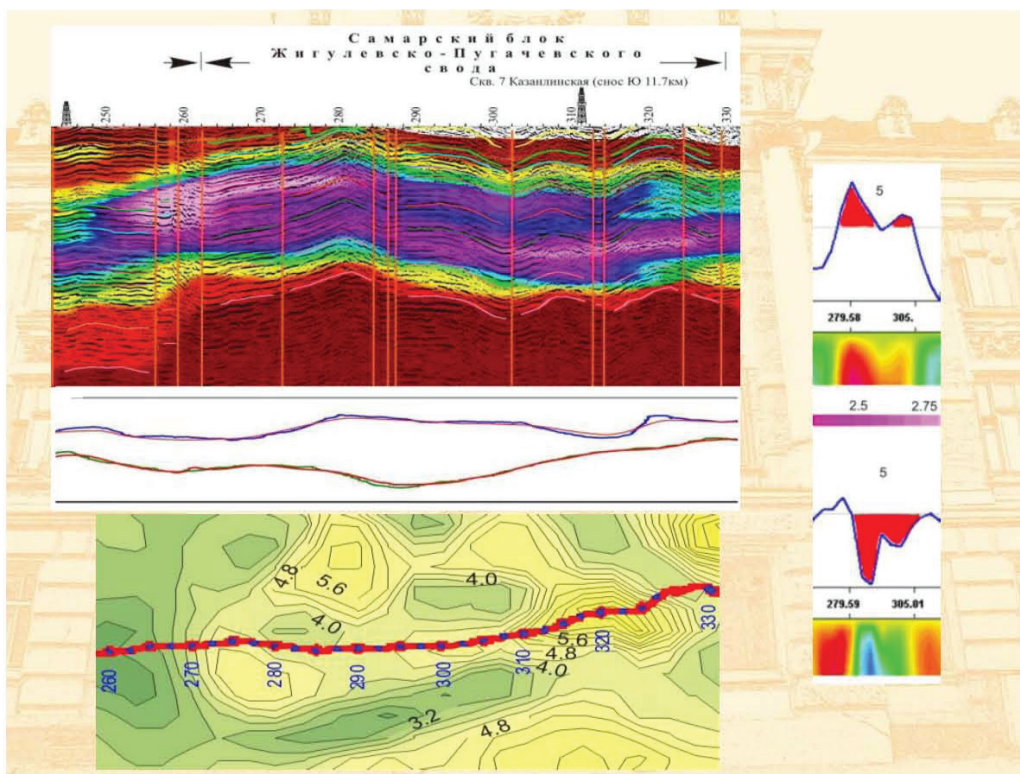 Самарский блок
Жигулевско-Пугачевского
свода
Скв. 7 Казанлинская (снос Ю 11.7км)
250 260 270 280 290 300 310 320 330
5
279.58 305.
2.5 2.75
5
279.59 305.01
4.8
5.6
4.0
4.0
5.6
4.8
4.0
3.2
4.8
260 270 280 290 300 310 320 330